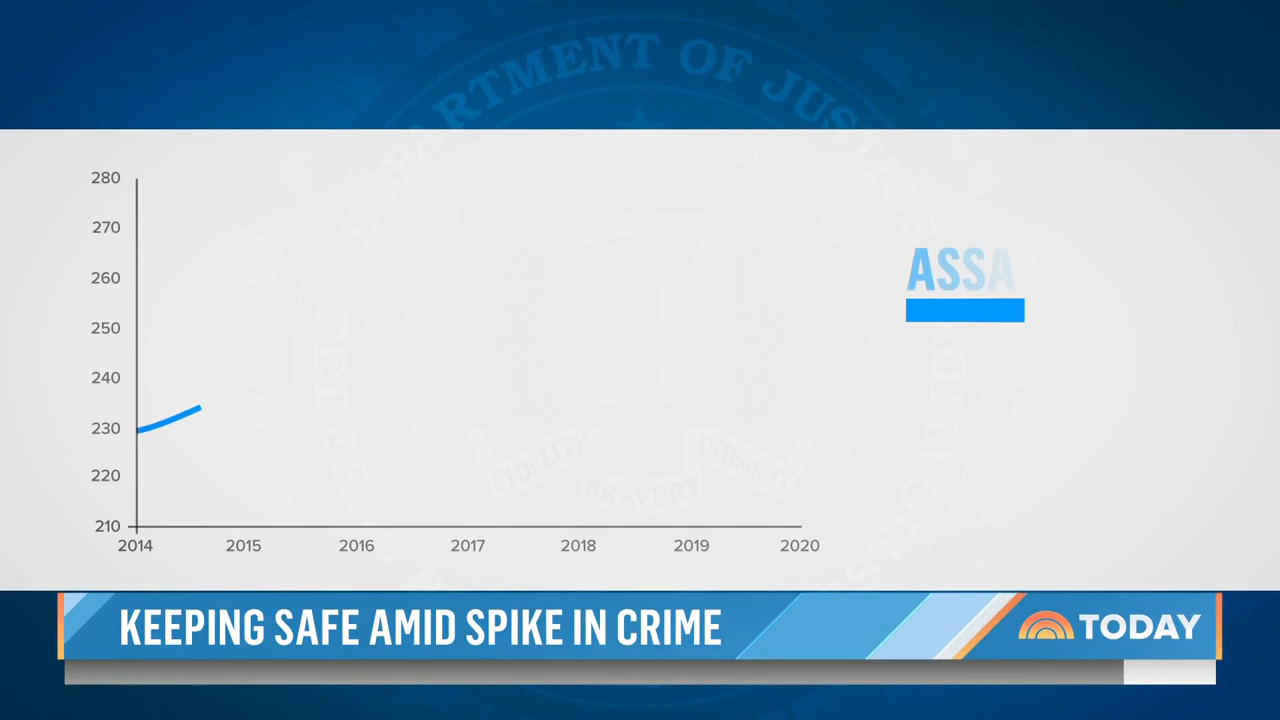 DEPARTMENT OF JUSTICE
280
270
260
250
240
230
220
210
2014
2015
2016
2017
2018
2019
2020
ASSA
FIDELITY
BRAVERY
INTEGRITY
KEEPING SAFE AMID SPIKE IN CRIME
TODAY